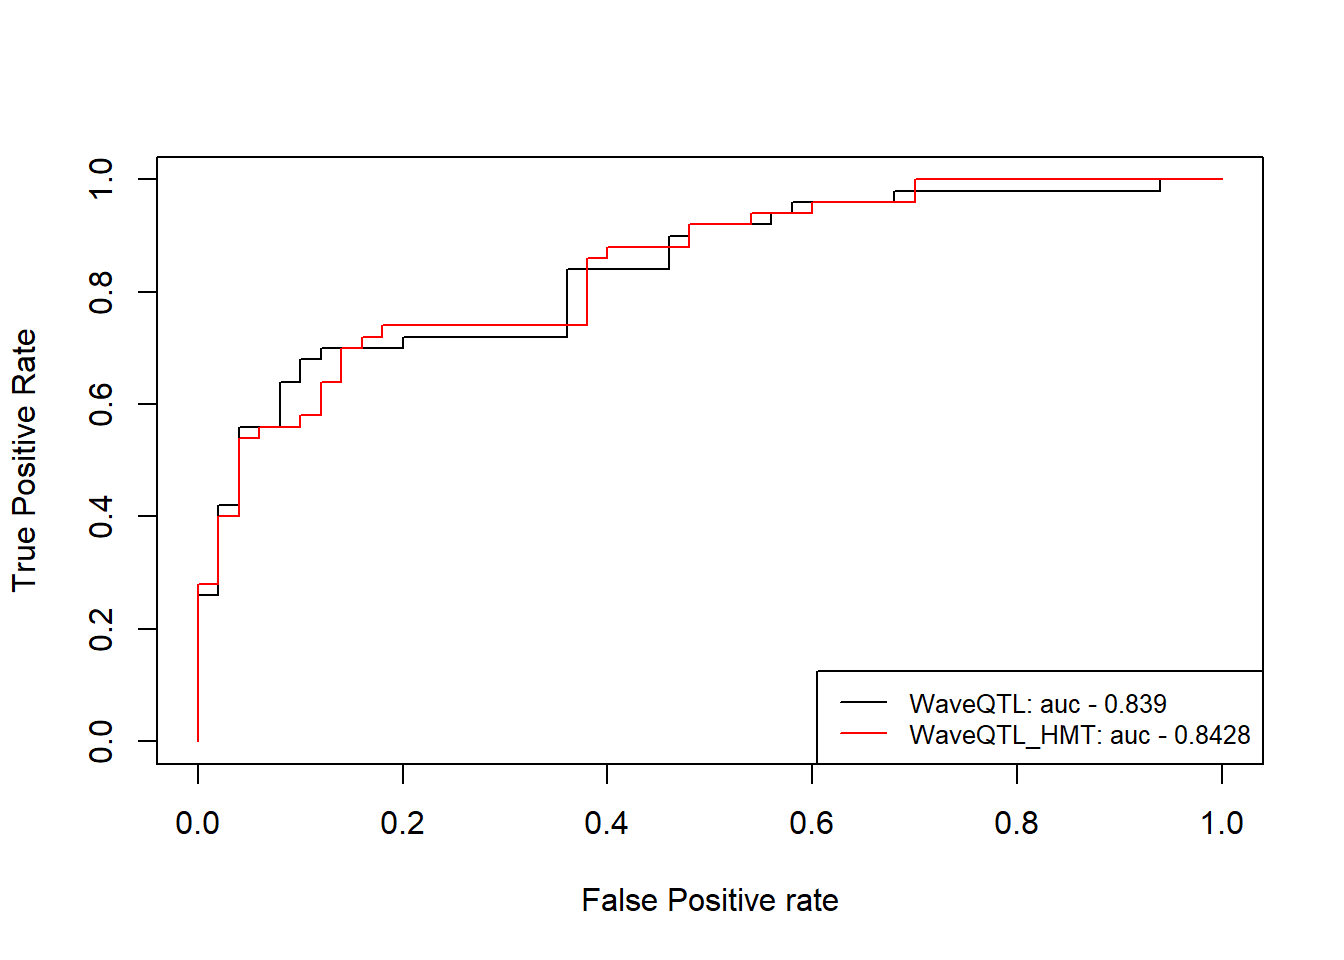 True Positive Rate
1.0
0.8
0.6
0.4
0.2
0.0
WaveQTL: auc - 0.839
WaveQTL_HMT: auc - 0.8428
0.0 0.2 0.4 0.6 0.8 1.0
False Positive rate